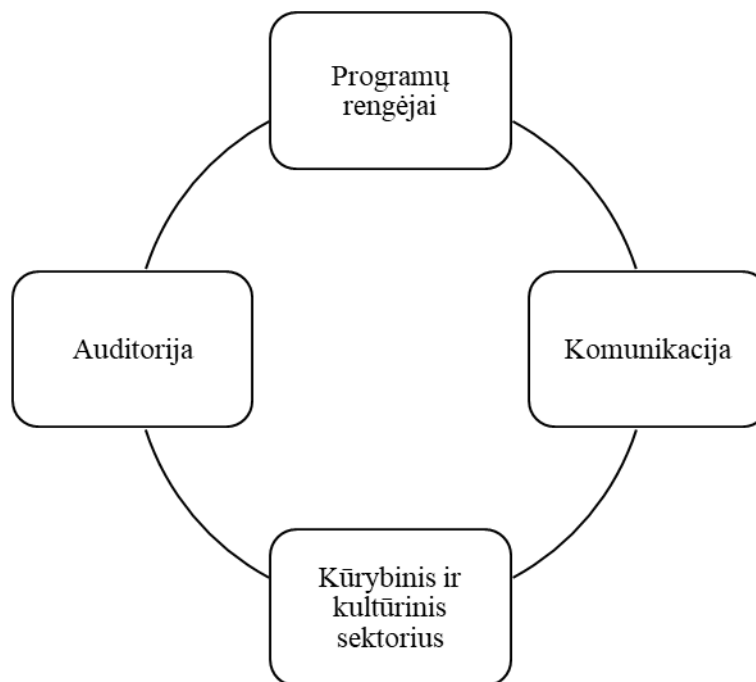 Programų
rengėjai
Auditorija
Komunikacija
Kūrybinis ir
kultūrinis
sektorius